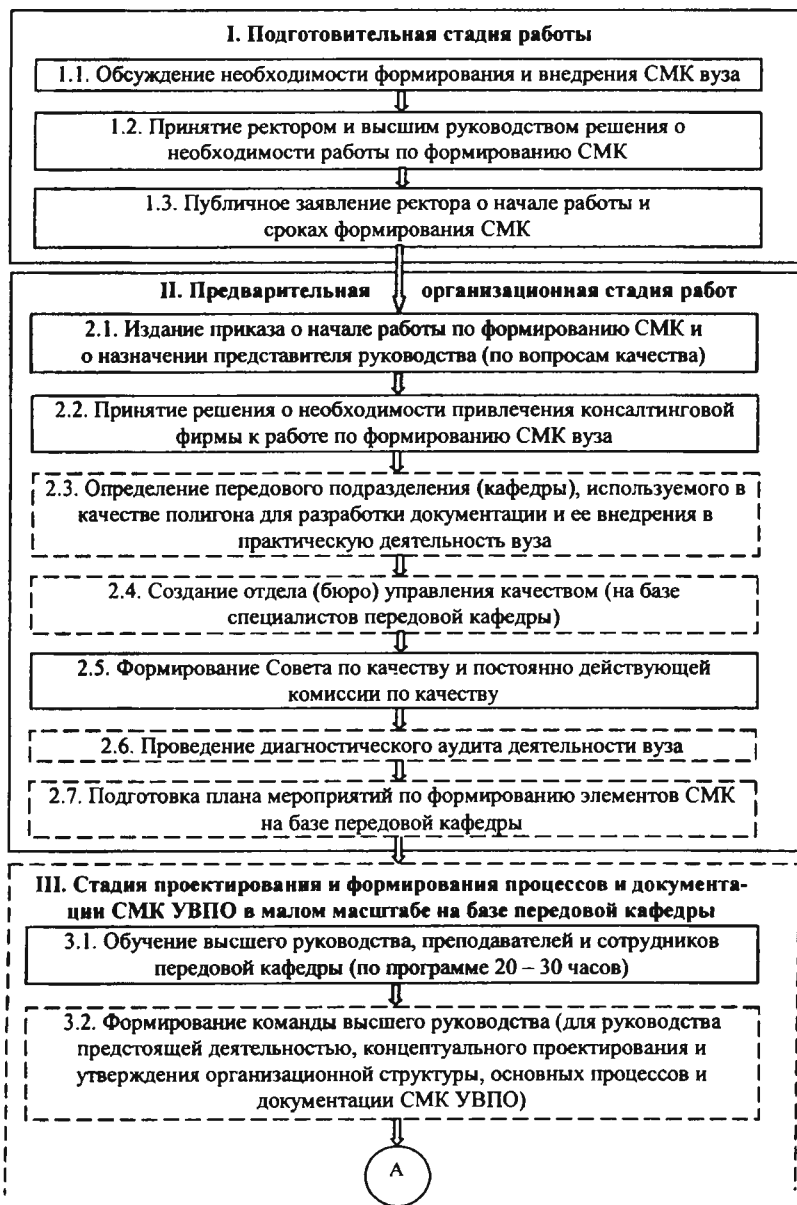 I. Подготовительная стадия работы
1.1. Обсуждение необходимости формирования и внедрения СМК вуза
1.2. Принятие ректором и высшим руководством решения о
необходимости работы по формированию СМК
1.3. Публичное заявление ректора о начале работы и
сроках формирования СМК
II. Предварительная организационная стадия работ
2.1. Издание приказа о начале работы по формированию СМК и
о назначении представителя руководства (по вопросам качества)
2.2. Принятие решения о необходимости привлечения консалтинговой
фирмы к работе по формированию СМК вуза
2.3. Определение передового подразделения (кафедры), используемого в
качестве полигона для разработки документации и ее внедрения в
практическую деятельность вуза
2.4. Создание отдела (бюро) управления качеством (на базе
специалистов передовой кафедры)
2.5. Формирование Совета по качеству и постоянно действующей
комиссии по качеству
2.6. Проведение диагностического аудита деятельности вуза
2.7. Подготовка плана мероприятий по формированию элементов СМК
на базе передовой кафедры
III. Стадия проектирования и формирования процессов и документа-
ции СМК УВПО в малом масштабе на базе передовой кафедры
3.1. Обучение высшего руководства, преподавателей и сотрудников
передовой кафедры (по программе 20 – 30 часов)
3.2. Формирование команды высшего руководства (для руководства
предстоящей деятельностью, концептуального проектирования и
утверждения организационной структуры, основных процессов и
документации СМК УВПО)
А